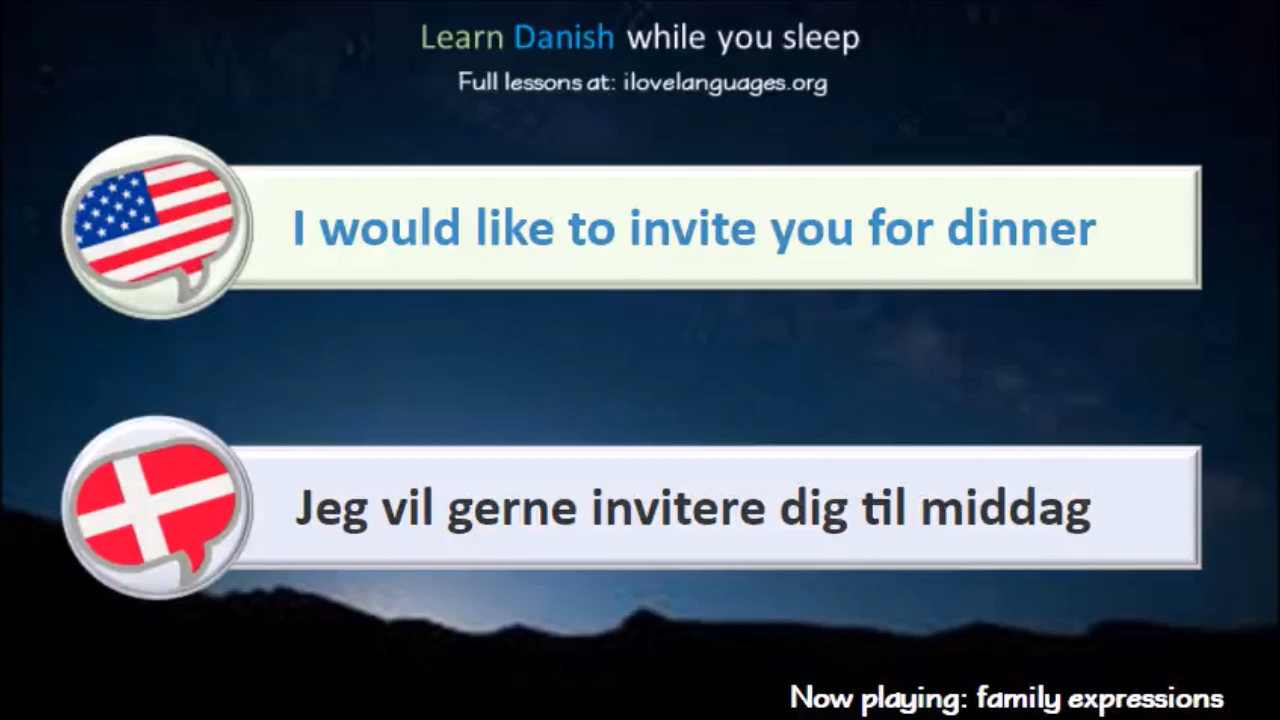 Learn Danish while you sleep
Full lessons at: ilovelanguages.org
I would like to invite you for dinner
Jeg vil gerne invitere dig til middag
Now playing: family expressions